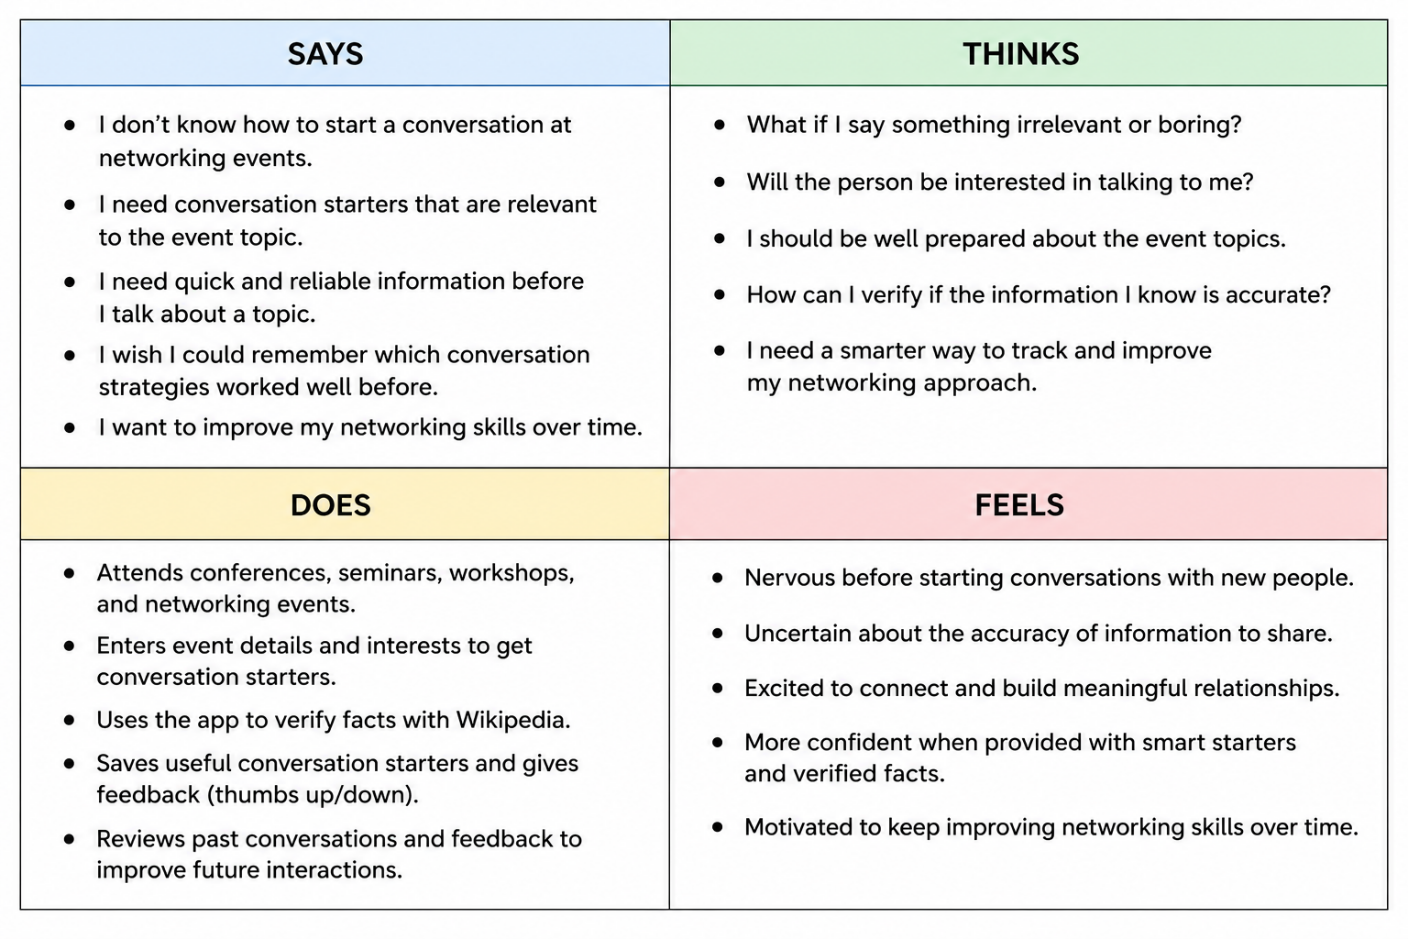 SAYS
• I don’t know how to start a conversation at
networking events.
• I need conversation starters that are relevant
to the event topic.
• I need quick and reliable information before
I talk about a topic.
• I wish I could remember which conversation
strategies worked well before.
• I want to improve my networking skills over time.
THINKS
• What if I say something irrelevant or boring?
• Will the person be interested in talking to me?
• I should be well prepared about the event topics.
• How can I verify if the information I know is accurate?
• I need a smarter way to track and improve
my networking approach.
DOES
• Attends conferences, seminars, workshops,
and networking events.
• Enters event details and interests to get
conversation starters.
• Uses the app to verify facts with Wikipedia.
• Saves useful conversation starters and gives
feedback (thumbs up/down).
• Reviews past conversations and feedback to
improve future interactions.
FEELS
• Nervous before starting conversations with new people.
• Uncertain about the accuracy of information to share.
• Excited to connect and build meaningful relationships.
• More confident when provided with smart starters
and verified facts.
• Motivated to keep improving networking skills over time.